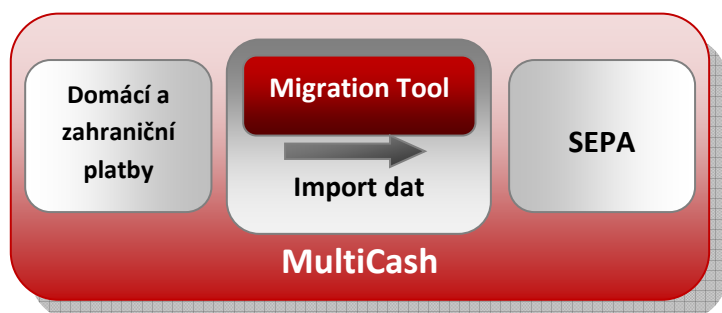 Domácí a
zahraniční
platby
Migration Tool
Import dat
SEPA
MultiCash